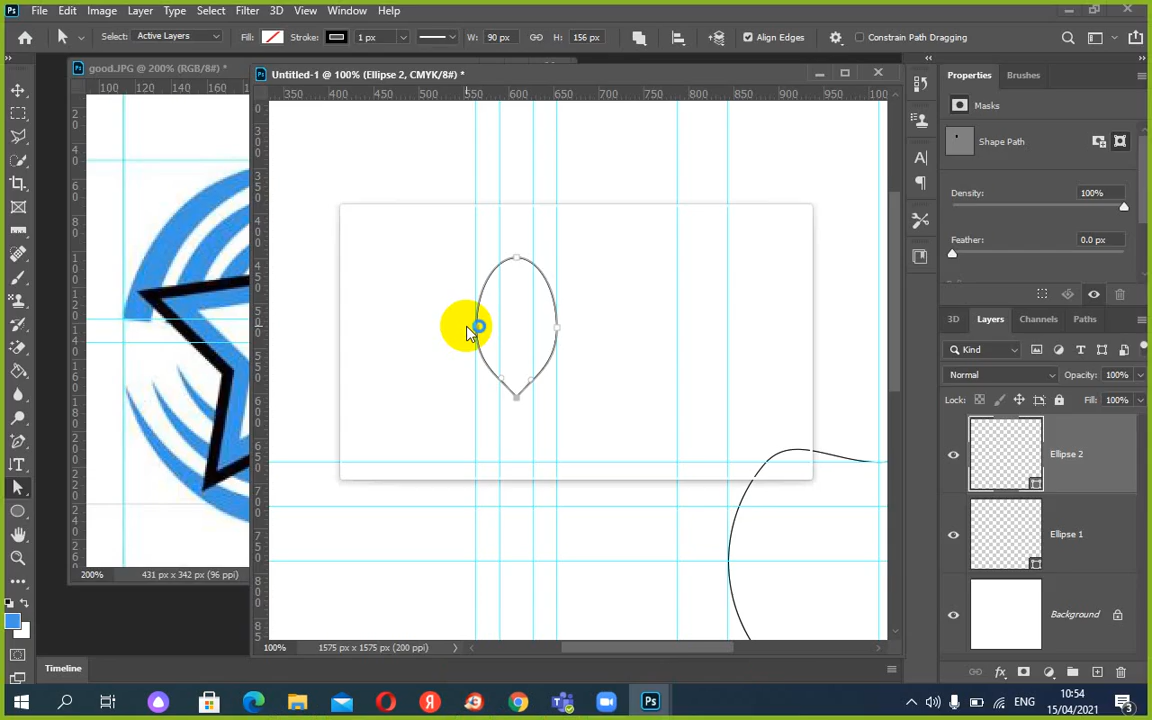 Ps File Edit Image Layer Type Select Filter 3D View Window Help
Select: Active Layers Fill: Stroke: 1 px W: 90 px H: 156 px Align Edges Constrain Path Dragging
good.JPG @ 200% (RGB/8#) *
Untitled-1 @ 100% (Ellipse 2, CMYK/8#) *
100 120 140 160
350 400 450 500 550 600 650 700 750 800 850 900 950 100
Properties Brushes
Masks
Shape Path
Density: 100%
Feather: 0.0 px
3D Layers Channels Paths
Kind
Normal Opacity: 100%
Lock: Fill: 100%
Ellipse 2
Ellipse 1
Background
200% 431 px x 342 px (96 ppi)
100% 1575 px x 1575 px (200 ppi)
Timeline
ENG
10:54
15/04/2021
3